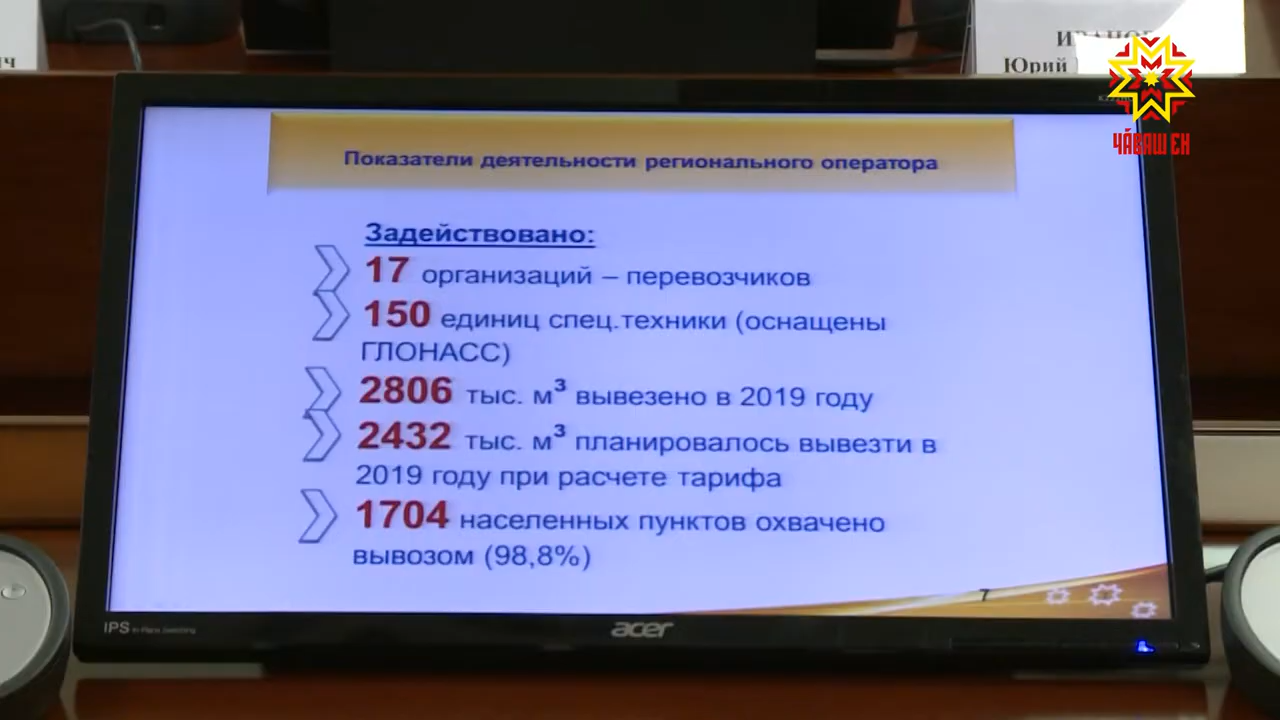 Юрий
ЧĂВАШ ЕН
Показатели деятельности регионального оператора
Задействовано:
17 организаций – перевозчиков
150 единиц спец.техники (оснащены
ГЛОНАСС)
2806 тыс. м³ вывезено в 2019 году
2432 тыс. м³ планировалось вывезти в
2019 году при расчете тарифа
1704 населенных пунктов охвачено
вывозом (98,8%)
7
IPS
acer